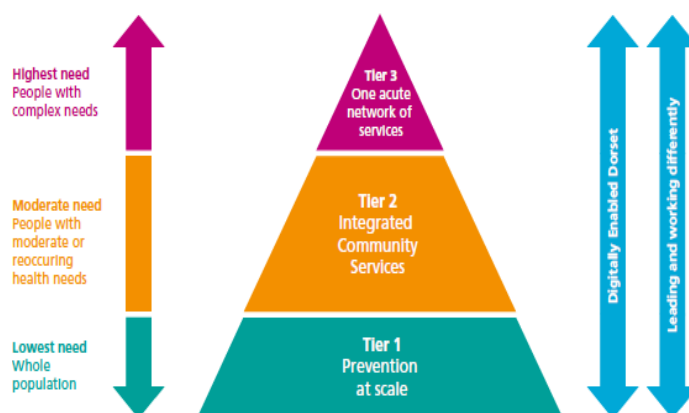 Highest need
People with
complex needs
Moderate need
People with
moderate or
reoccuring
health needs
Lowest need
Whole
population
Tier 3
One acute
network of
services
Tier 2
Integrated
Community
Services
Tier 1
Prevention
at scale
Digitally Enabled Dorset
Leading and working differently